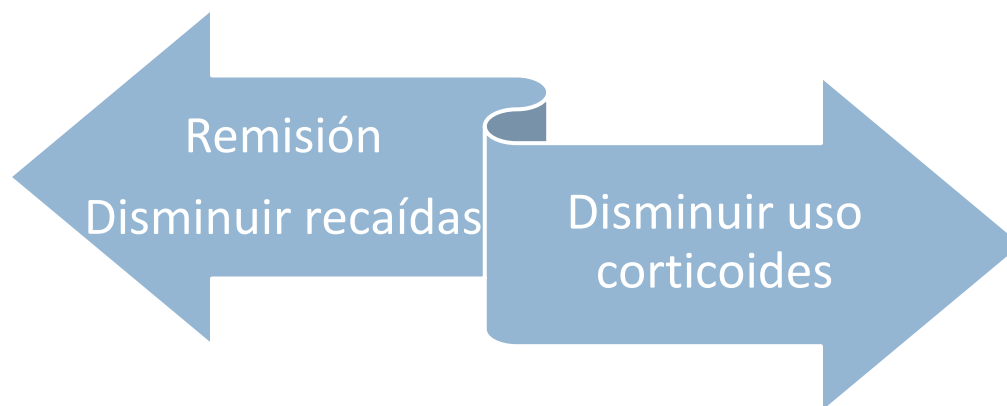 Remisión
Disminuir recaídas
Disminuir uso
corticoides